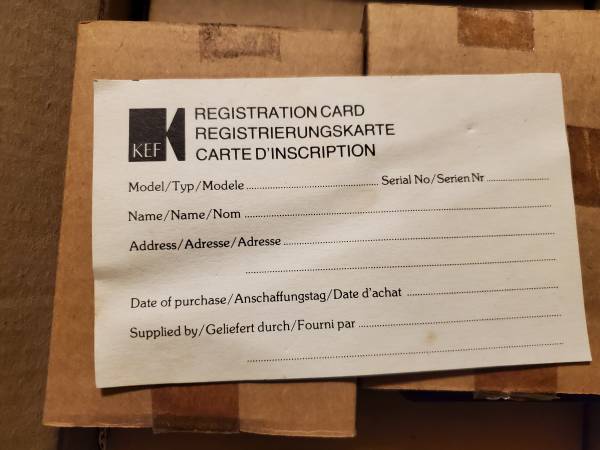 KEF
REGISTRATION CARD
REGISTRIERUNGSKARTE
CARTE D'INSCRIPTION
Model/Typ/Modele ........ Serial No/Serien Nr ........
Name/Name/Nom ........
Address/Adresse/Adresse ........
Date of purchase/Anschaffungstag/Date d'achat ........
Supplied by/Geliefert durch/Fourni par ........